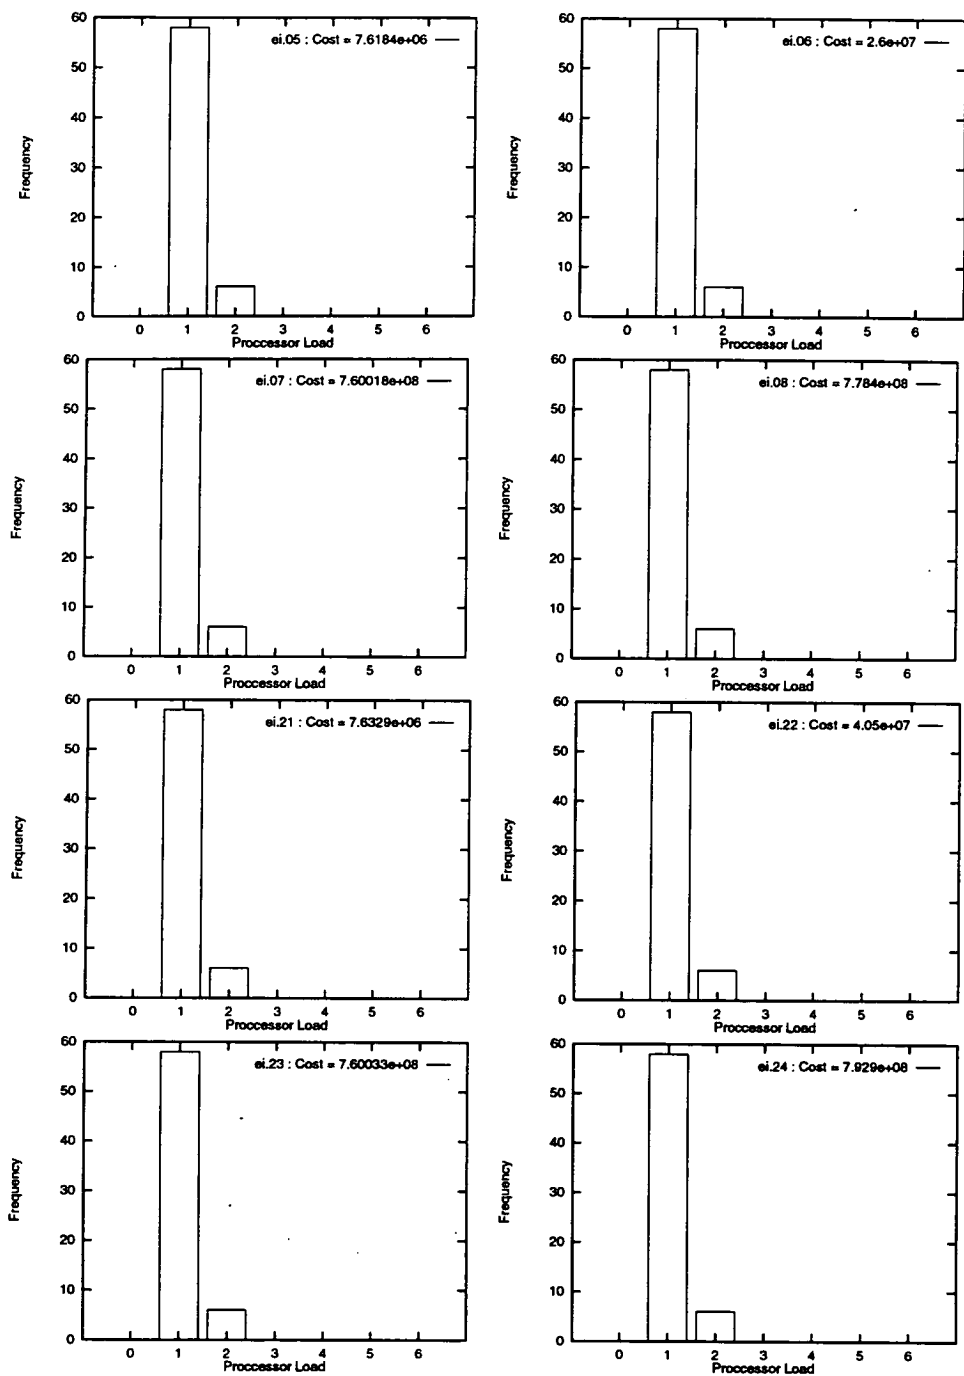 ei.05 : Cost = 7.6184e+06
60
50
40
30
20
10
0
Frequency
0 1 2 3 4 5 6
Proccessor Load
ei.06 : Cost = 2.6e+07
60
50
40
30
20
10
0
Frequency
0 1 2 3 4 5 6
Proccessor Load
ei.07 : Cost = 7.60018e+08
60
50
40
30
20
10
0
Frequency
0 1 2 3 4 5 6
Proccessor Load
ei.08 : Cost = 7.784e+08
60
50
40
30
20
10
0
Frequency
0 1 2 3 4 5 6
Proccessor Load
ei.21 : Cost = 7.6329e+06
60
50
40
30
20
10
0
Frequency
0 1 2 3 4 5 6
Proccessor Load
ei.22 : Cost = 4.05e+07
60
50
40
30
20
10
0
Frequency
0 1 2 3 4 5 6
Proccessor Load
ei.23 : Cost = 7.60033e+08
60
50
40
30
20
10
0
Frequency
0 1 2 3 4 5 6
Proccessor Load
ei.24 : Cost = 7.929e+08
60
50
40
30
20
10
0
Frequency
0 1 2 3 4 5 6
Proccessor Load